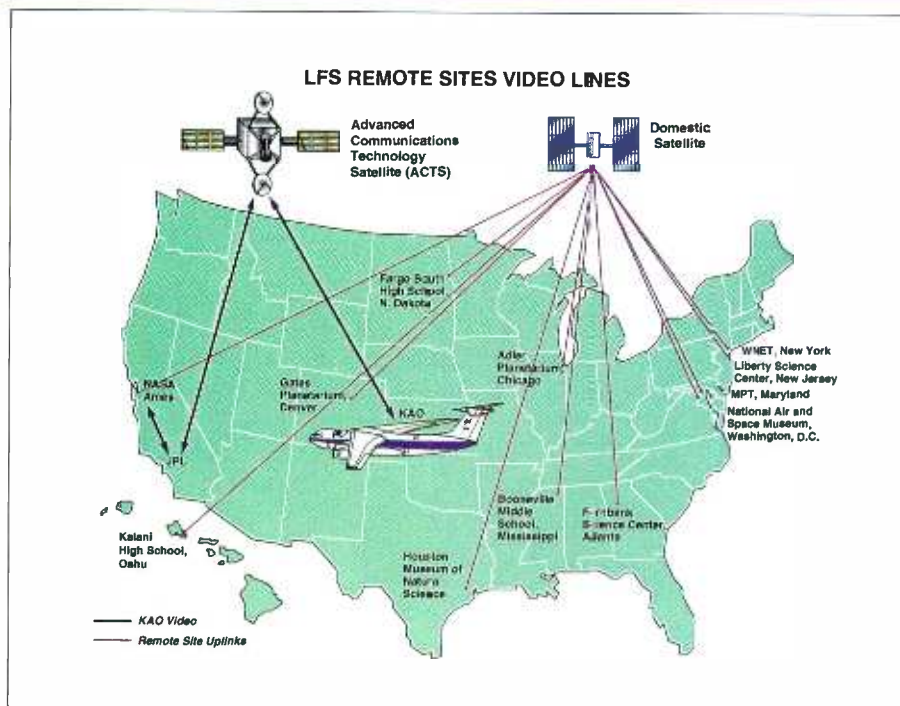 LFS REMOTE SITES VIDEO LINES
Advanced
Communications
Technology
Satellite (ACTS)
Domestic
Satellite
Fargo South
High School,
N. Dakota
Adler
Planetarium,
Chicago
WNET, New York
Liberty Science
Center, New Jersey
MPT, Maryland
National Air and
Space Museum,
Washington, D.C.
NASA
Ames
Gates
Planetarium,
Denver
KAO
JPL
Kalani
High School,
Oahu
Booneville
Middle
School,
Mississippi
Fernbank
Science Center,
Atlanta
Houston
Museum of
Natural
Science
KAO Video
Remote Site Uplinks